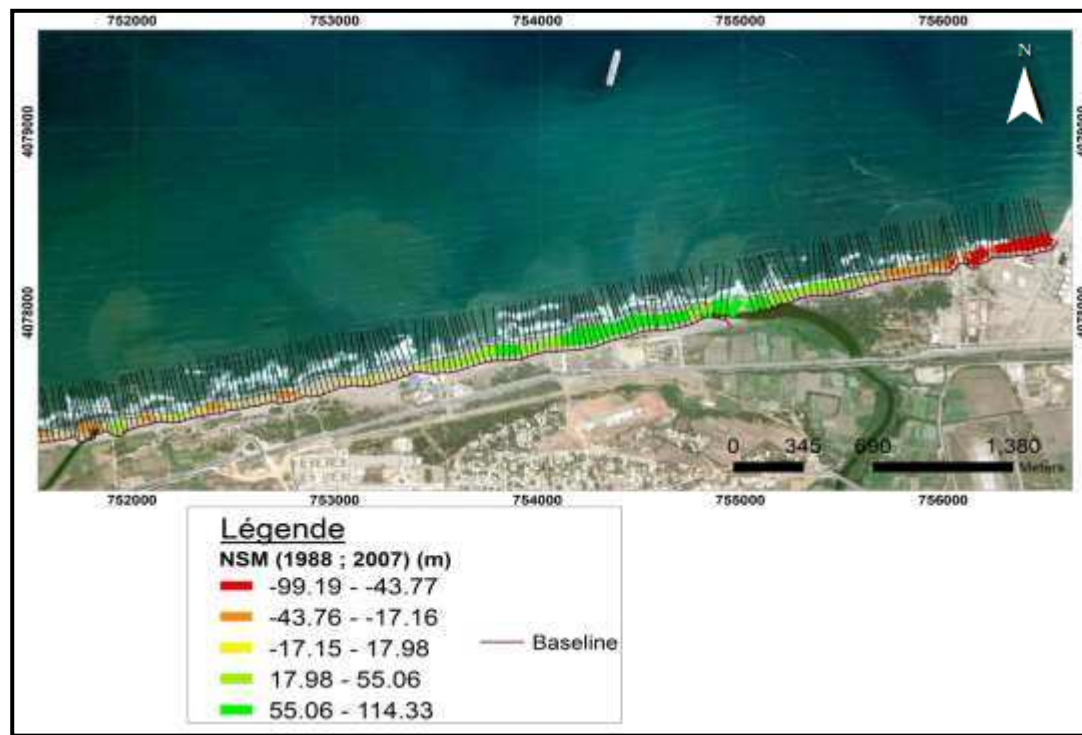 752000 753000 754000 755000 756000
N
4079000 4079000
4078000 4078000
0 345 690 1,380
Meters
752000 753000 754000 755000 756000
Légende
NSM (1988 ; 2007) (m)
-99.19 - -43.77
-43.76 - -17.16
-17.15 - 17.98
Baseline
17.98 - 55.06
55.06 - 114.33